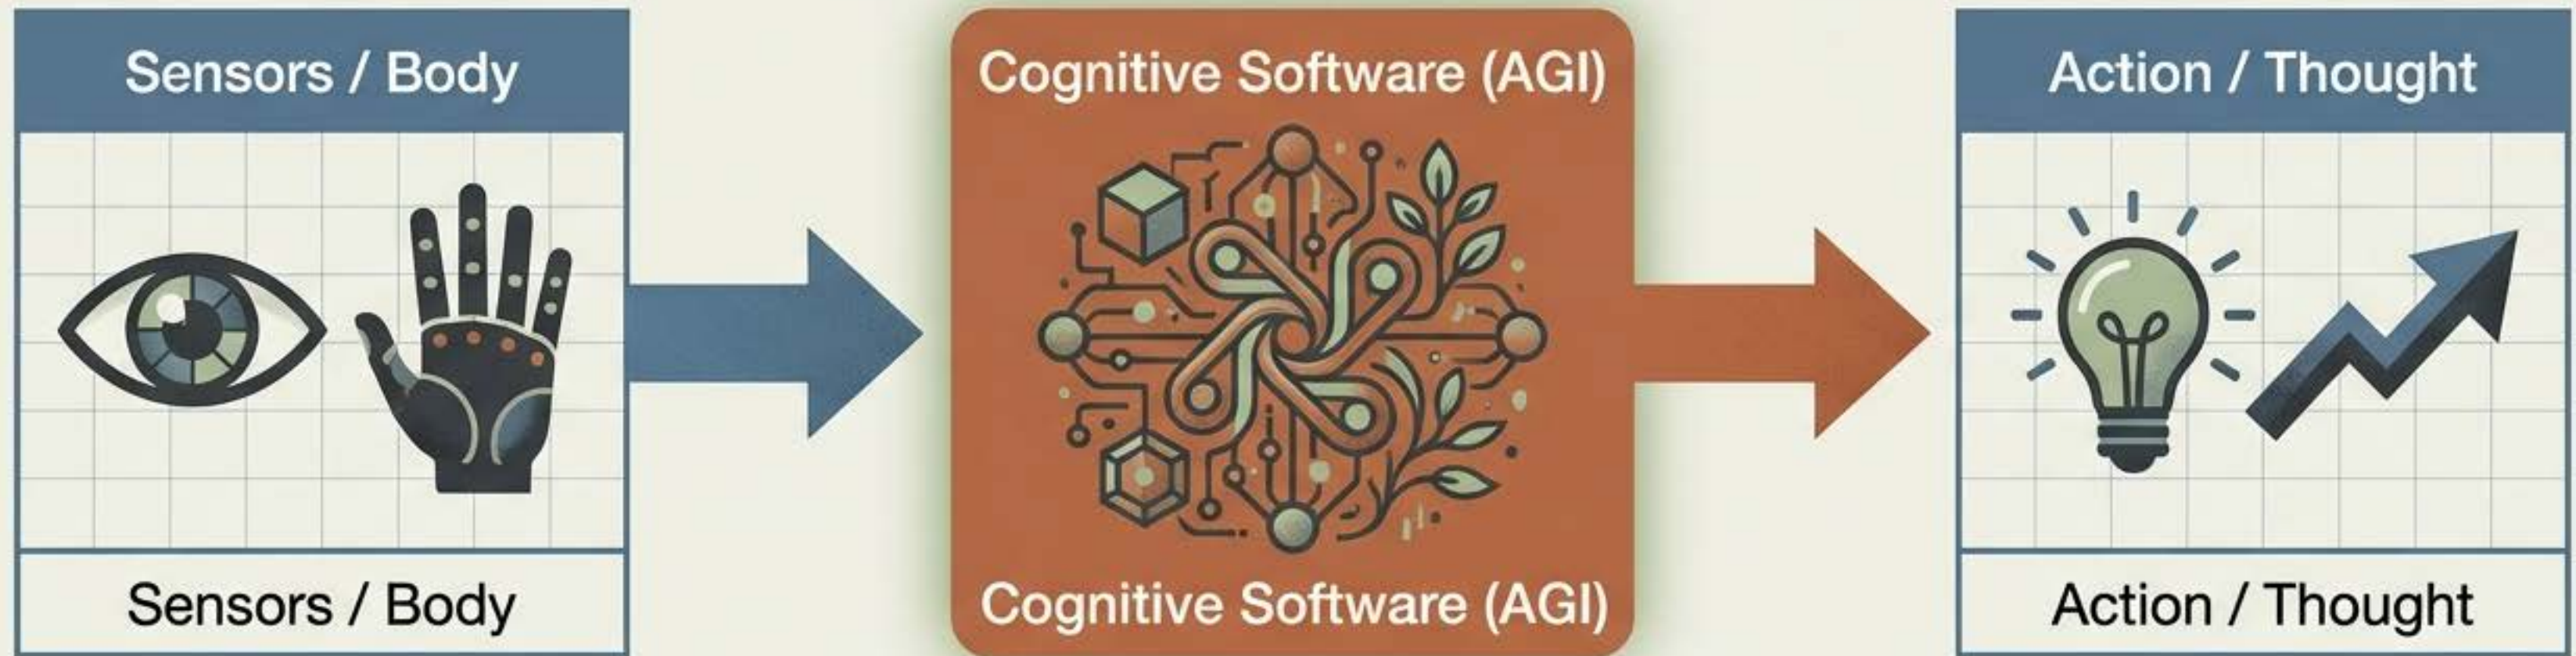 Sensors / Body
Cognitive Software (AGI)
Action / Thought
Sensors / Body
Cognitive Software (AGI)
Action / Thought